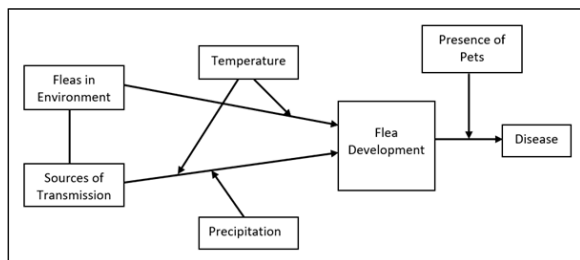 Presence of
Pets
Temperature
Fleas in
Environment
Flea
Development
Disease
Sources of
Transmission
Precipitation